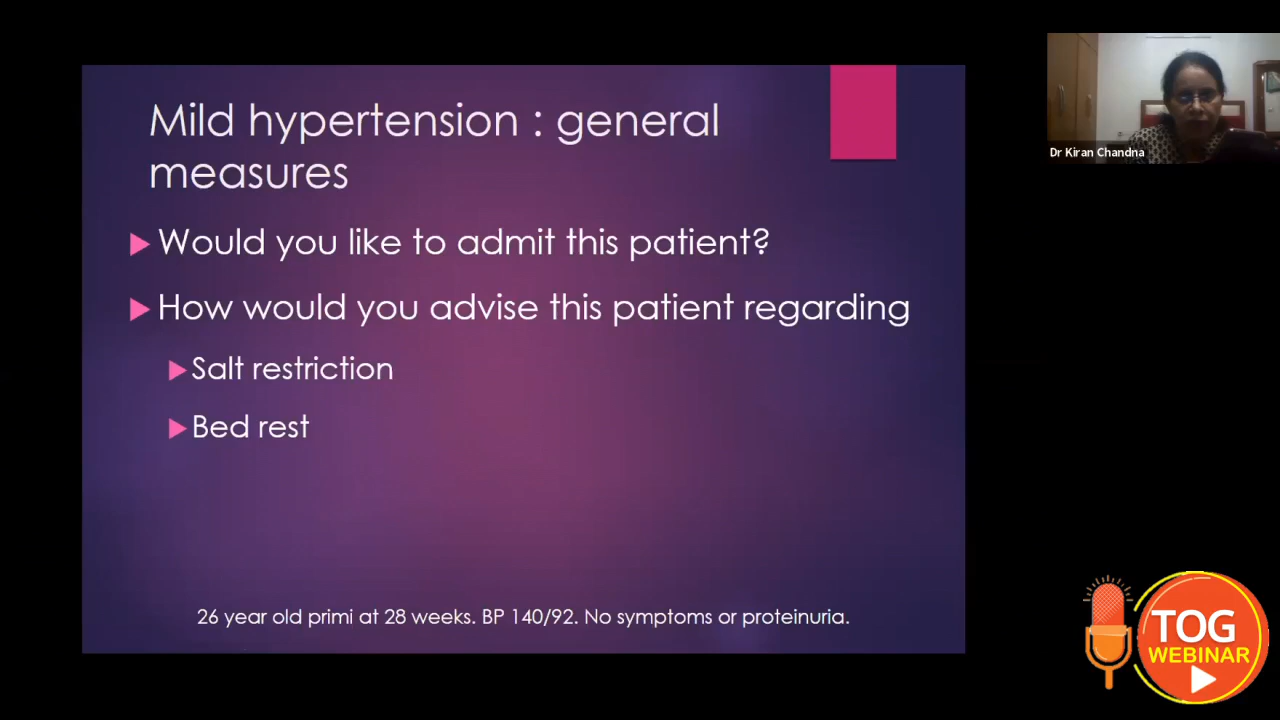 Mild hypertension : general
measures
Would you like to admit this patient?
How would you advise this patient regarding
Salt restriction
Bed rest
26 year old primi at 28 weeks. BP 140/92. No symptoms or proteinuria.
Dr Kiran Chandna
TOG
WEBINAR